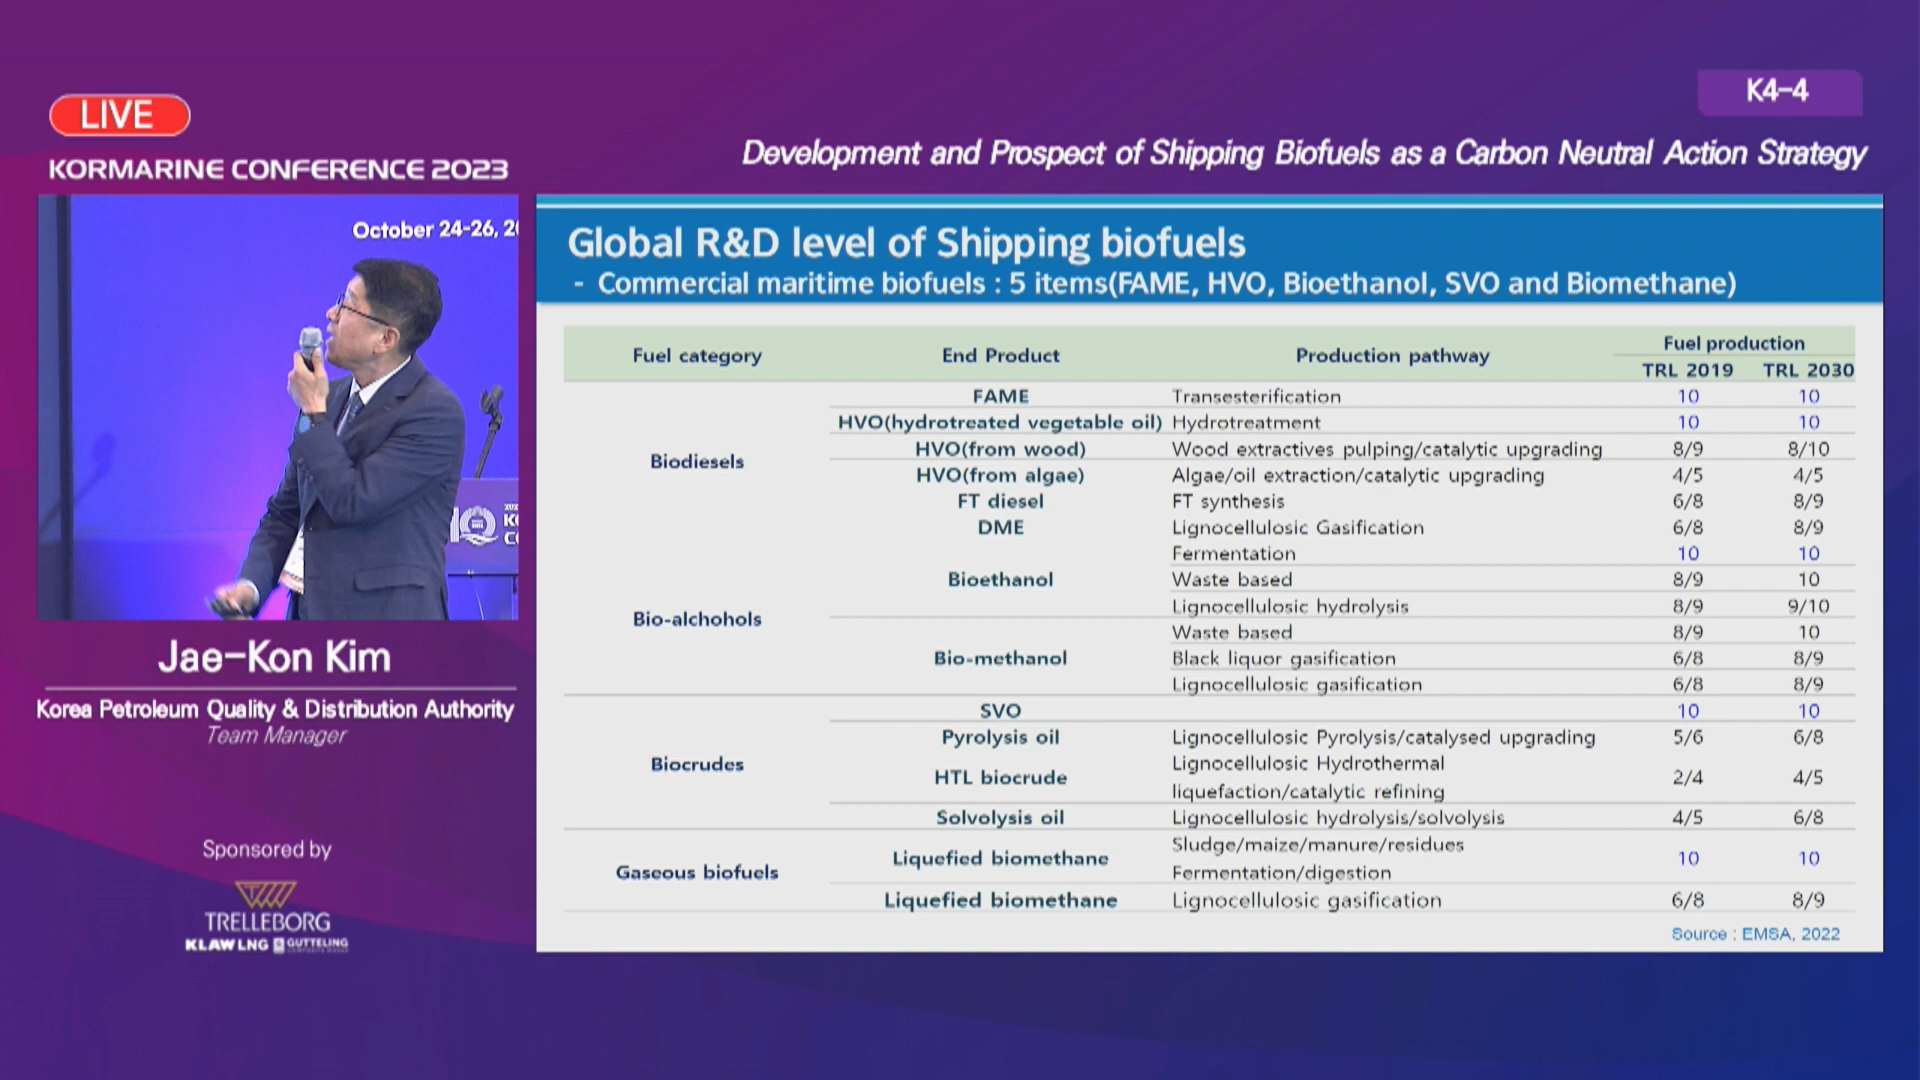 LIVE
KORMARINE CONFERENCE 2023
K4-4
Development and Prospect of Shipping Biofuels as a Carbon Neutral Action Strategy
October 24-26, 2
Jae-Kon Kim
Korea Petroleum Quality & Distribution Authority
Team Manager
Sponsored by
TRELLEBORG
KLAW LNG GUTTELING
Global R&D level of Shipping biofuels
- Commercial maritime biofuels : 5 items(FAME, HVO, Bioethanol, SVO and Biomethane)
Fuel category End Product Production pathway Fuel production
TRL 2019 TRL 2030
FAME Transesterification 10 10
HVO(hydrotreated vegetable oil) Hydrotreatment 10 10
HVO(from wood) Wood extractives pulping/catalytic upgrading 8/9 8/10
Biodiesels
HVO(from algae) Algae/oil extraction/catalytic upgrading 4/5 4/5
FT diesel FT synthesis 6/8 8/9
DME Lignocellulosic Gasification 6/8 8/9
Fermentation 10 10
Bioethanol Waste based 8/9 10
Lignocellulosic hydrolysis 8/9 9/10
Bio-alchohols
Waste based 8/9 10
Bio-methanol Black liquor gasification 6/8 8/9
Lignocellulosic gasification 6/8 8/9
SVO 10 10
Pyrolysis oil Lignocellulosic Pyrolysis/catalysed upgrading 5/6 6/8
Biocrudes
HTL biocrude Lignocellulosic Hydrothermal
liquefaction/catalytic refining 2/4 4/5
Solvolysis oil Lignocellulosic hydrolysis/solvolysis 4/5 6/8
Liquefied biomethane Sludge/maize/manure/residues
Fermentation/digestion 10 10
Gaseous biofuels
Liquefied biomethane Lignocellulosic gasification 6/8 8/9
Source : EMSA, 2022